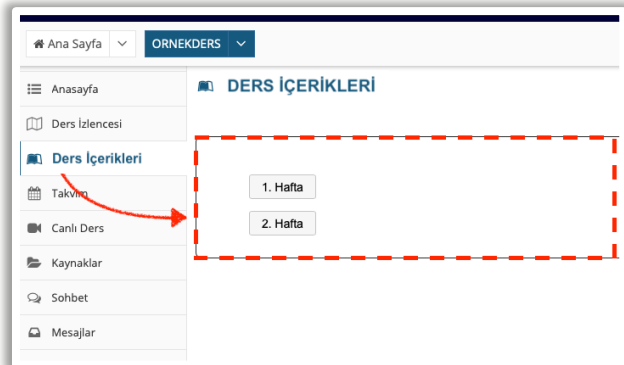 Ana Sayfa
ORNEKDERS
Anasayfa
Ders İzlencesi
Ders İçerikleri
Takvim
Canlı Ders
Kaynaklar
Sohbet
Mesajlar
DERS İÇERİKLERİ
1. Hafta
2. Hafta